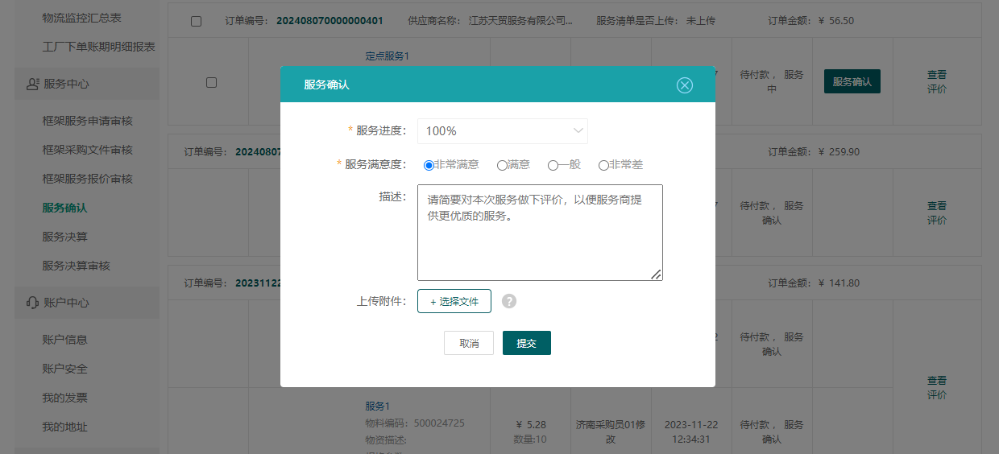 物流监控汇总表
工厂下单账期明细报表
服务中心
框架服务申请审核
框架采购文件审核
框架服务报价审核
服务确认
服务决算
服务决算审核
账户中心
账户信息
账户安全
我的发票
我的地址
订单编号： 202408070000000401 供应商名称： 江苏天贸服务有限公司... 服务清单是否上传： 未上传 订单金额： ¥ 56.50
定点服务1
待付款 ， 服务
中
服务确认
查看
评价
订单编号： 20240807
订单金额： ¥ 259.90
待付款 ， 服务
确认
查看
评价
订单编号： 20231122
订单金额： ¥ 141.80
待付款 ， 服务
确认
查看
评价
服务1
物料编码：500024725
物资描述:
¥ 5.28
数量:10
济南采购员01修
改
2023-11-22
12:34:31
待付款 ， 服务
确认
服务确认
* 服务进度： 100%
* 服务满意度： 非常满意 满意 一般 非常差
描述： 请简要对本次服务做下评价，以便服务商提
供更优质的服务。
上传附件： + 选择文件 ?
取消 提交